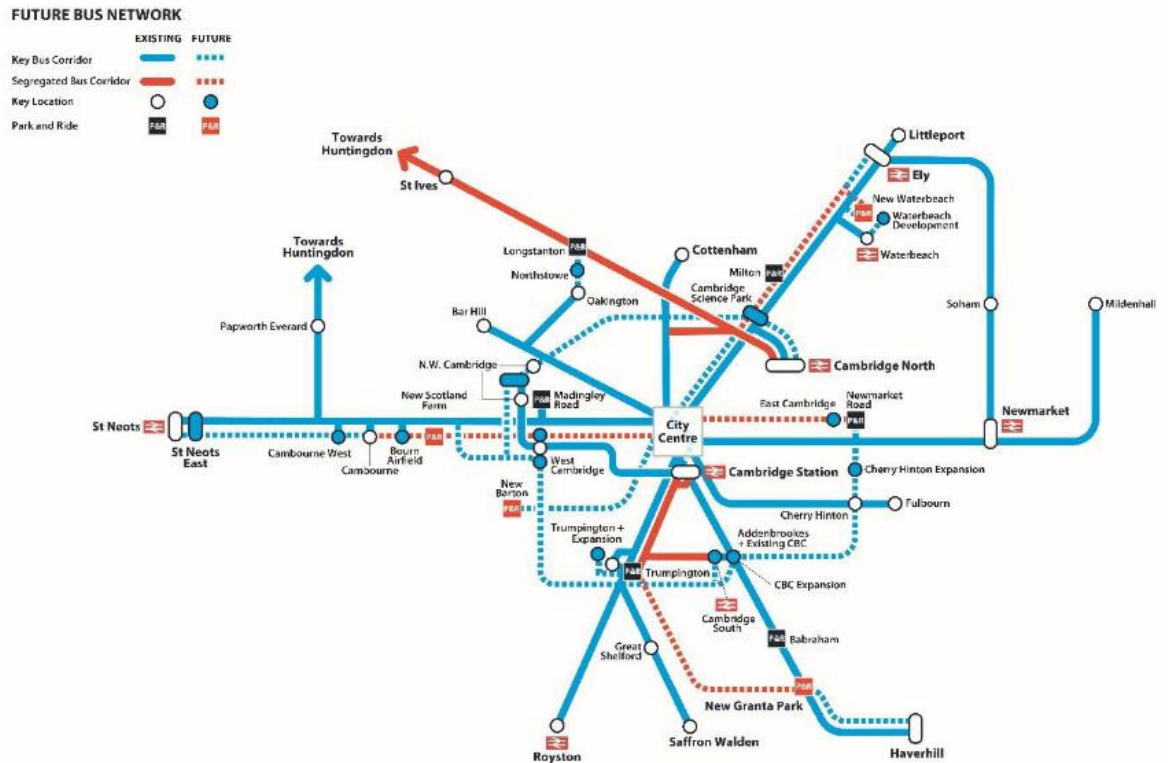 FUTURE BUS NETWORK
EXISTING FUTURE
Key Bus Corridor
Segregated Bus Corridor
Key Location
Park and Ride
P&R P&R
Towards
Huntingdon
St Ives
Littleport
Ely
New Waterbeach
P&R
Waterbeach
Development
Waterbeach
Towards
Huntingdon
Longstanton
P&R
Northstowe
Oakington
Cottenham
Milton
P&R
Cambridge
Science Park
Soham
Mildenhall
Papworth Everard
Bar Hill
N.W. Cambridge
Cambridge North
New Scotland
Farm
P&R
Madingley
Road
East Cambridge
Newmarket
Road
P&R
Newmarket
St Neots
St Neots
East
Cambourne West
Cambourne
Bourn
Airfield
P&R
West
Cambridge
City
Centre
Cambridge Station
Cherry Hinton Expansion
New
Barton
P&R
Cherry Hinton
Fulbourn
Trumpington +
Expansion
Addenbrookes
+ Existing CBC
P&R
Trumpington
CBC Expansion
Cambridge
South
P&R
Babraham
Great
Shelford
P&R
New Granta Park
Royston
Saffron Walden
Haverhill